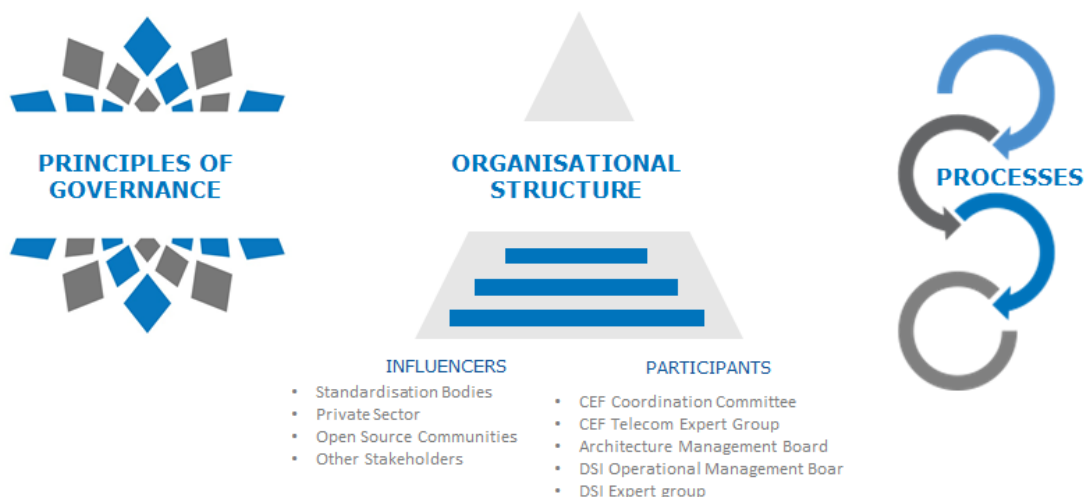 PRINCIPLES OF
GOVERNANCE
ORGANISATIONAL
STRUCTURE
PROCESSES
INFLUENCERS
• Standardisation Bodies
• Private Sector
• Open Source Communities
• Other Stakeholders
PARTICIPANTS
• CEF Coordination Committee
• CEF Telecom Expert Group
• Architecture Management Board
• DSI Operational Management Boar
• DSI Expert group